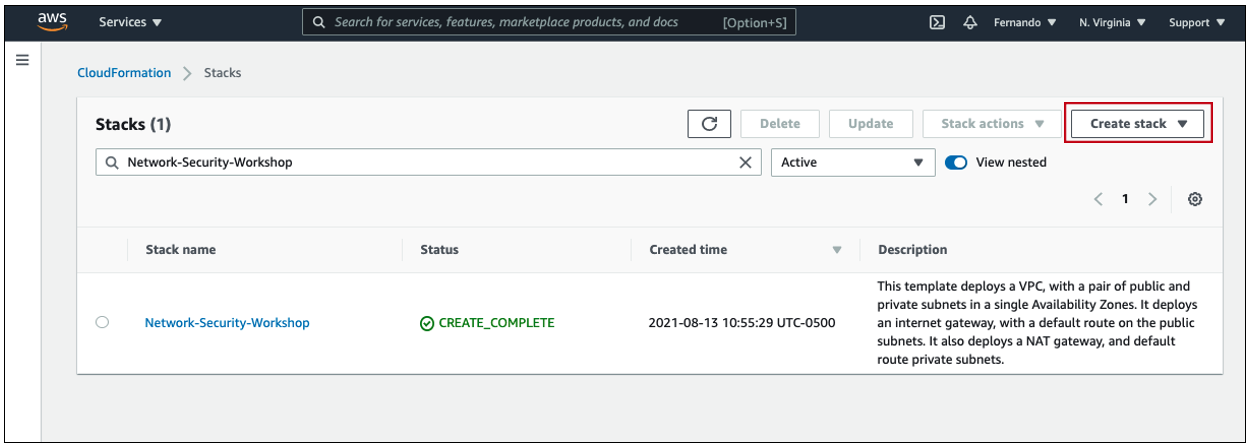 aws Services Search for services, features, marketplace products, and docs [Option+S] Fernando N. Virginia Support
CloudFormation Stacks
Stacks (1) Delete Update Stack actions Create stack
Network-Security-Workshop Active View nested
1
Stack name Status Created time Description
This template deploys a VPC, with a pair of public and
private subnets in a single Availability Zones. It deploys
Network-Security-Workshop CREATE_COMPLETE 2021-08-13 10:55:29 UTC-0500 an internet gateway, with a default route on the public
subnets. It also deploys a NAT gateway, and default
route private subnets.